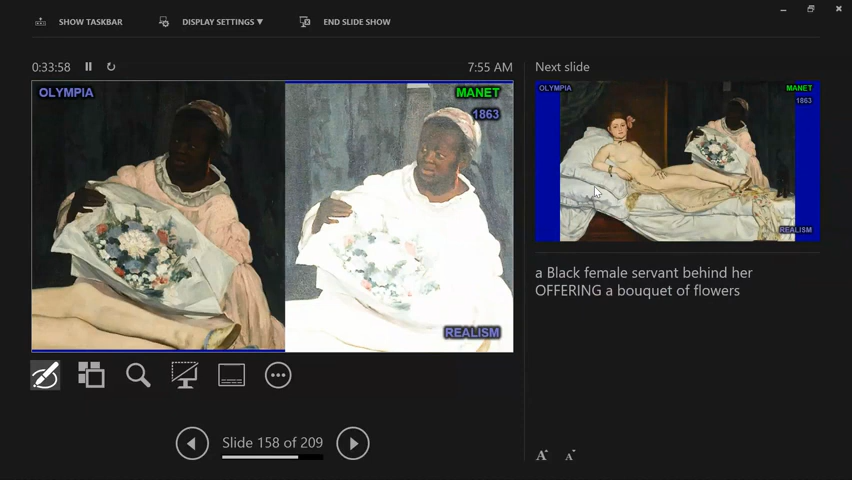 SHOW TASKBAR
DISPLAY SETTINGS ▼
END SLIDE SHOW
0:33:58
7:55 AM
OLYMPIA
MANET
1863
REALISM
Slide 158 of 209
Next slide
OLYMPIA
MANET
1863
REALISM
a Black female servant behind her
OFFERING a bouquet of flowers
A
A